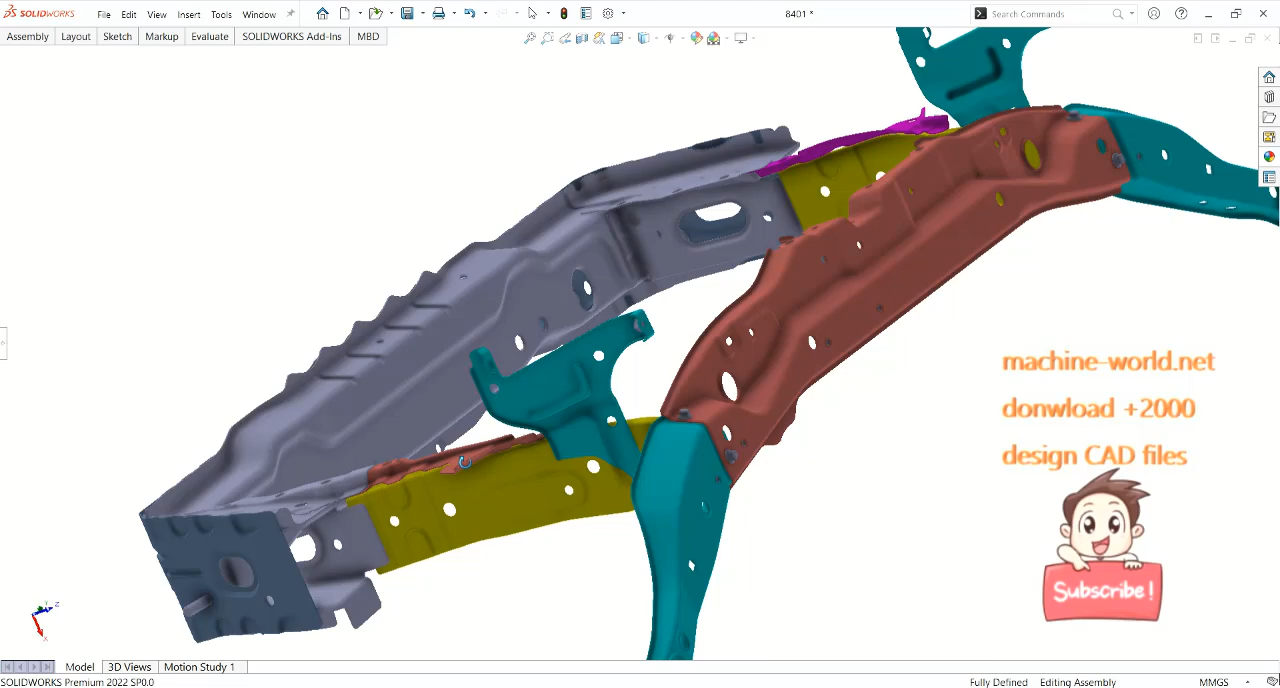 SOLIDWORKS File Edit View Insert Tools Window 8401 * Search Commands
Assembly Layout Sketch Markup Evaluate SOLIDWORKS Add-Ins MBD
machine-world.net
donwload +2000
design CAD files
Subscribe !
Y Z
X
Model 3D Views Motion Study 1
SOLIDWORKS Premium 2022 SP0.0 Fully Defined Editing Assembly MMGS